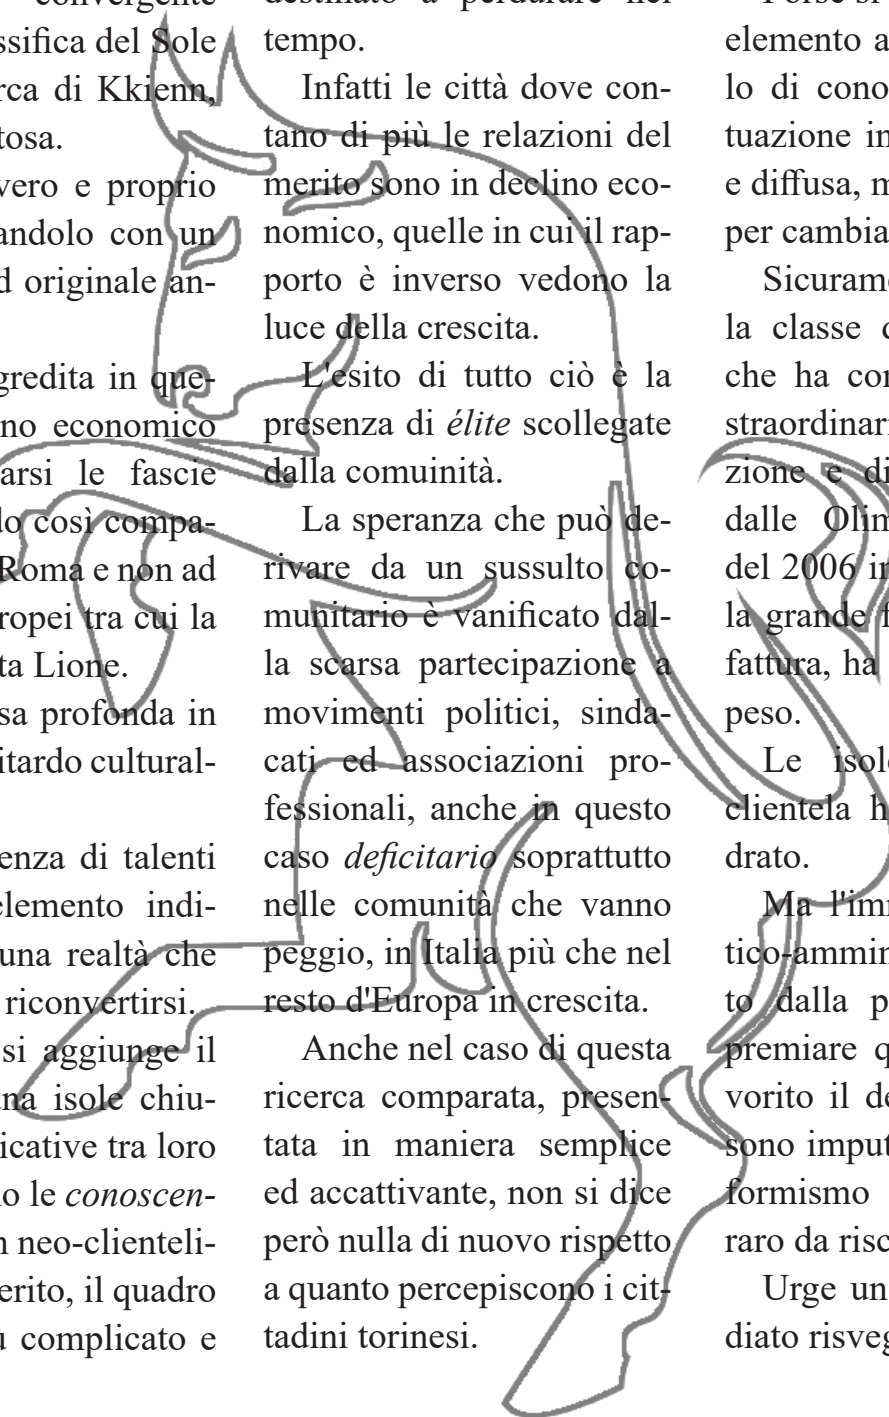 convergente
ssifica del Sole
rca di Kkienn,
tosa.
vero e proprio
andolo con un
d originale an-
gredita in que-
no economico
arsi le fascie
do così compa-
Roma e non ad
ropei tra cui la
ta Lione.
sa profonda in
itardo cultural-
enza di talenti
elemento indi-
una realtà che
riconvertirsi.
si aggiunge il
una isole chiu-
icative tra loro
no le conoscen-
n neo-clienteli-
erito, il quadro
ù complicato e
destinato a perdurare nel
tempo.
Infatti le città dove con-
tano di più le relazioni del
merito sono in declino eco-
nomico, quelle in cui il rap-
porto è inverso vedono la
luce della crescita.
L'esito di tutto ciò è la
presenza di élite scollegate
dalla comuinità.
La speranza che può de-
rivare da un sussulto co-
munitario è vanificato dal-
la scarsa partecipazione a
movimenti politici, sinda-
cati ed associazioni pro-
fessionali, anche in questo
caso deficitario soprattutto
nelle comunità che vanno
peggio, in Italia più che nel
resto d'Europa in crescita.
Anche nel caso di questa
ricerca comparata, presen-
tata in maniera semplice
ed accattivante, non si dice
però nulla di nuovo rispetto
a quanto percepiscono i cit-
tadini torinesi.
Forse si
elemento a
lo di cono
tuazione in
e diffusa, m
per cambia
Sicurame
la classe d
che ha con
straordinari
zione e di
dalle Olim
del 2006 in
la grande f
fattura, ha
peso.
Le isole
clientela h
drato.
Ma l'imm
tico-ammin
to dalla p
premiare q
vorito il de
sono imput
formismo
raro da risc
Urge un
diato risveg